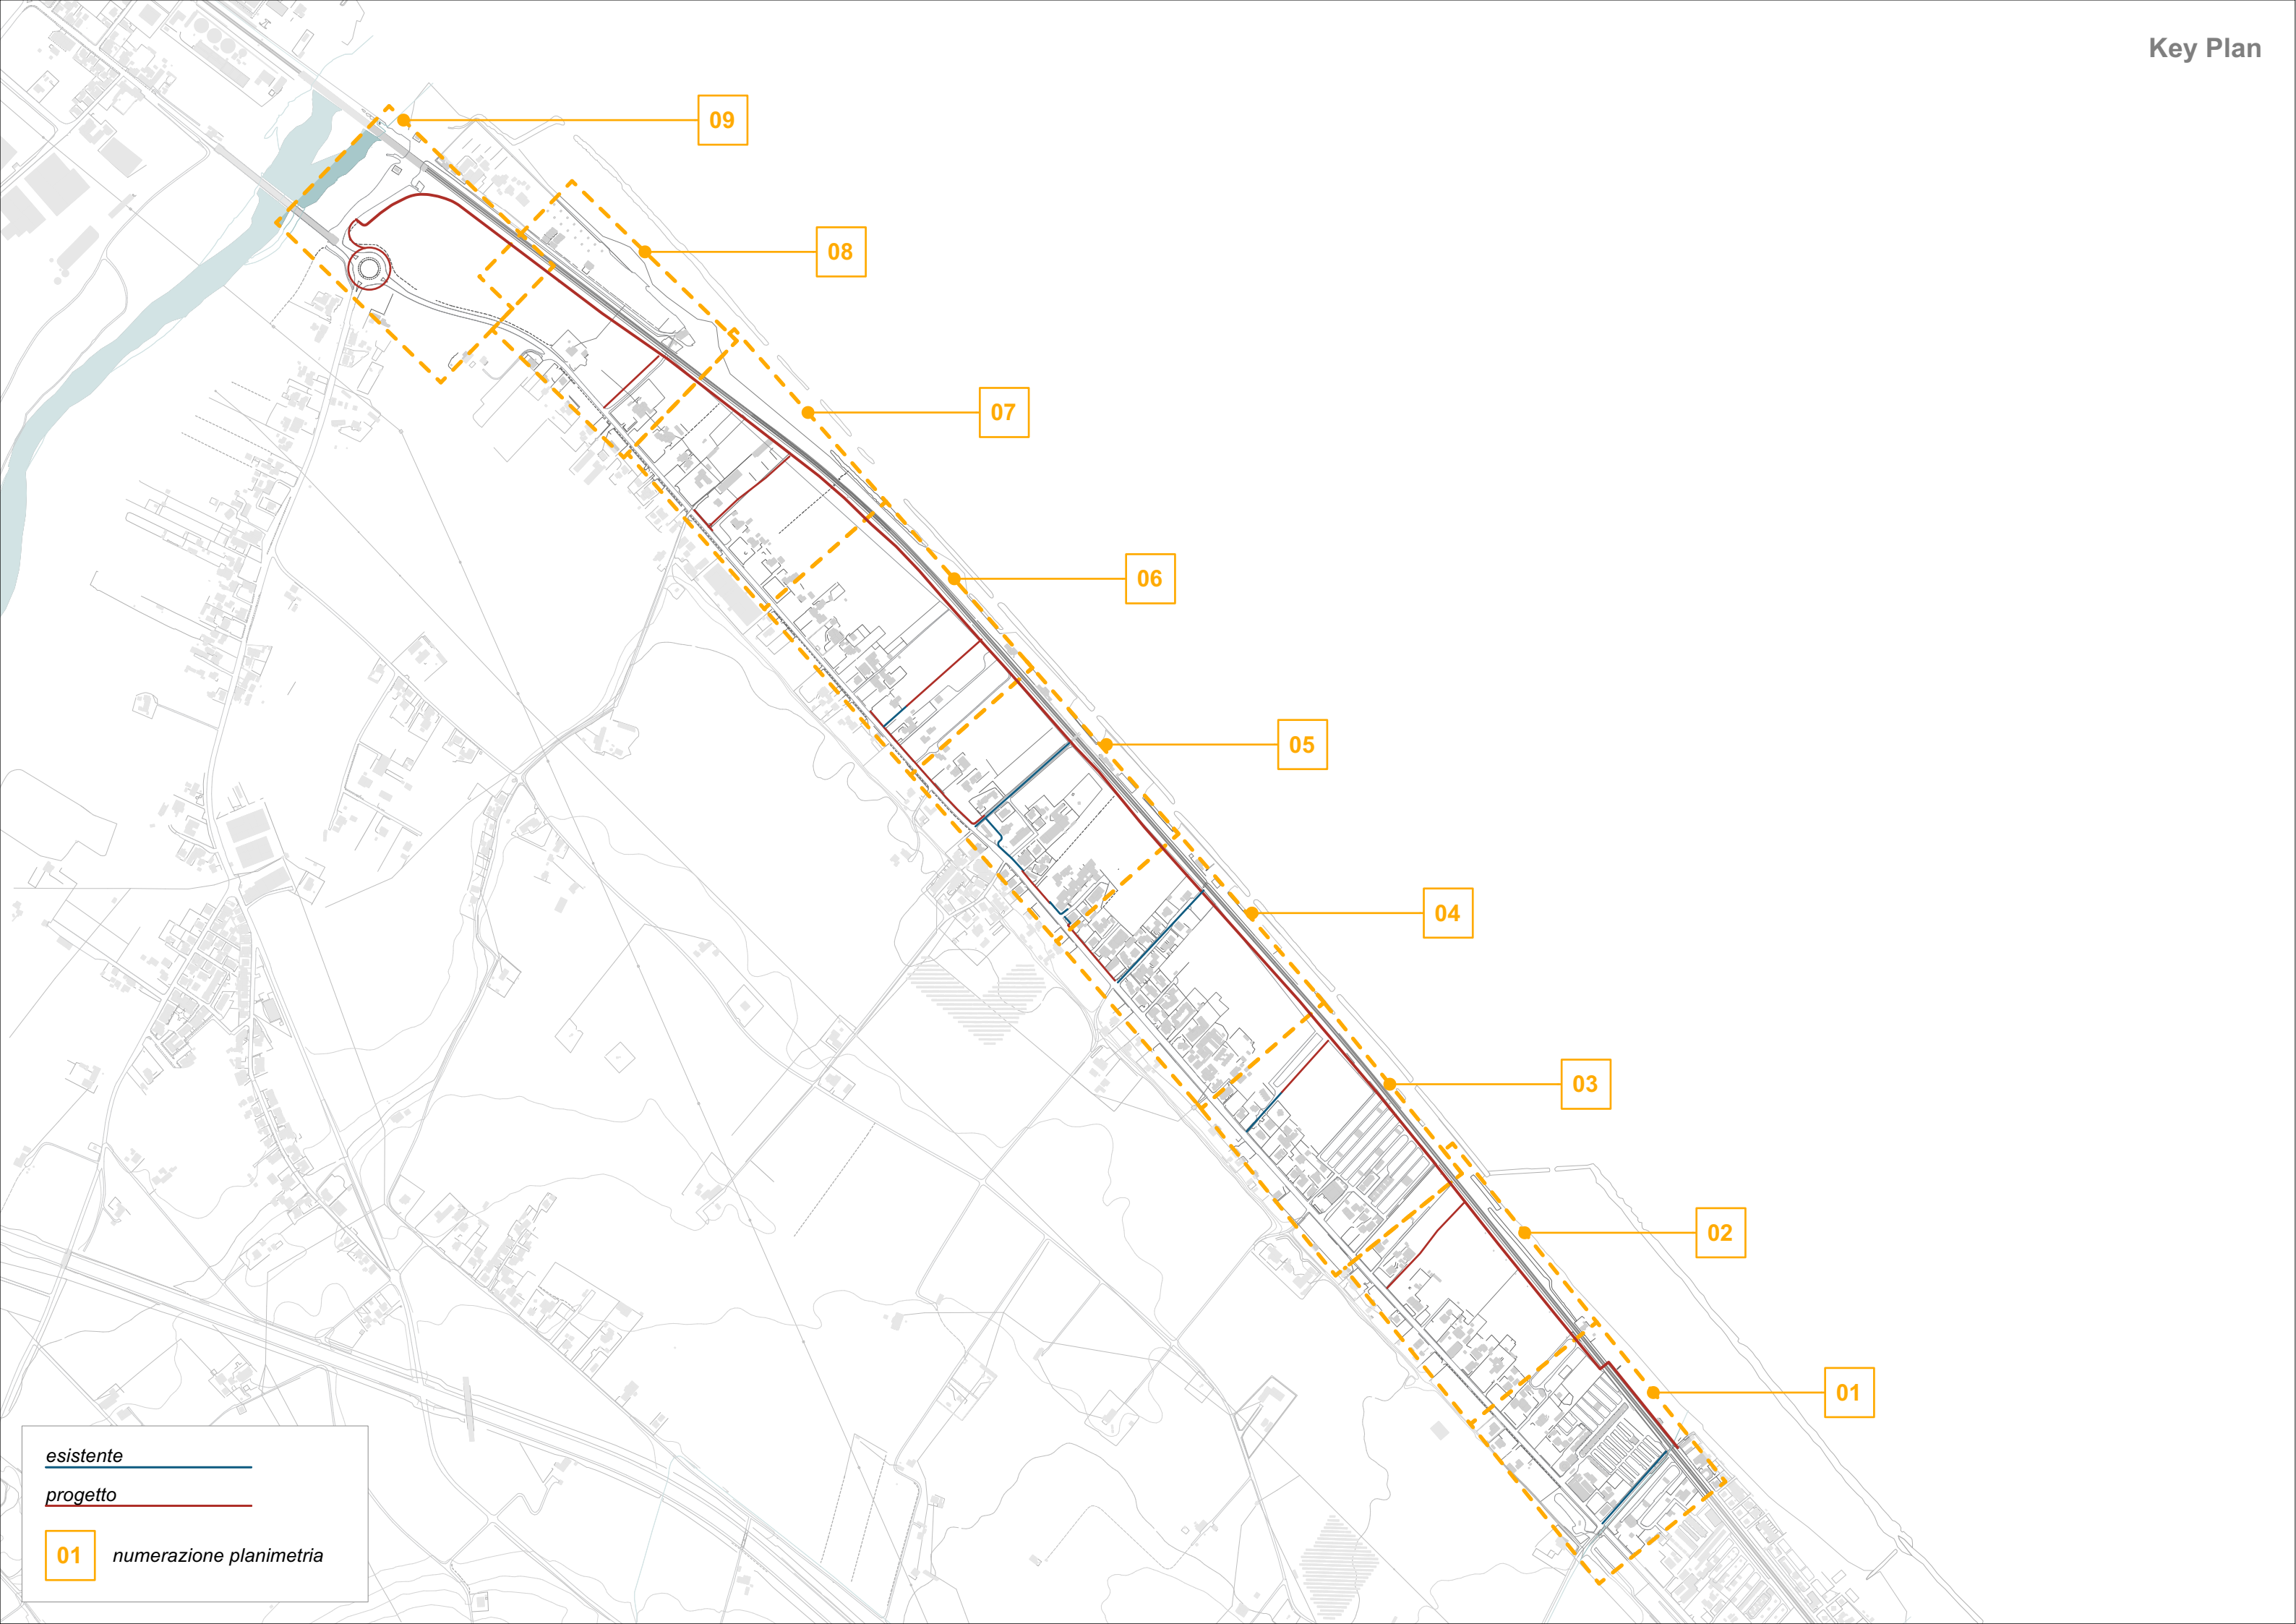 Key Plan
09
08
07
06
05
04
03
02
01
esistente
progetto
01 numerazione planimetria